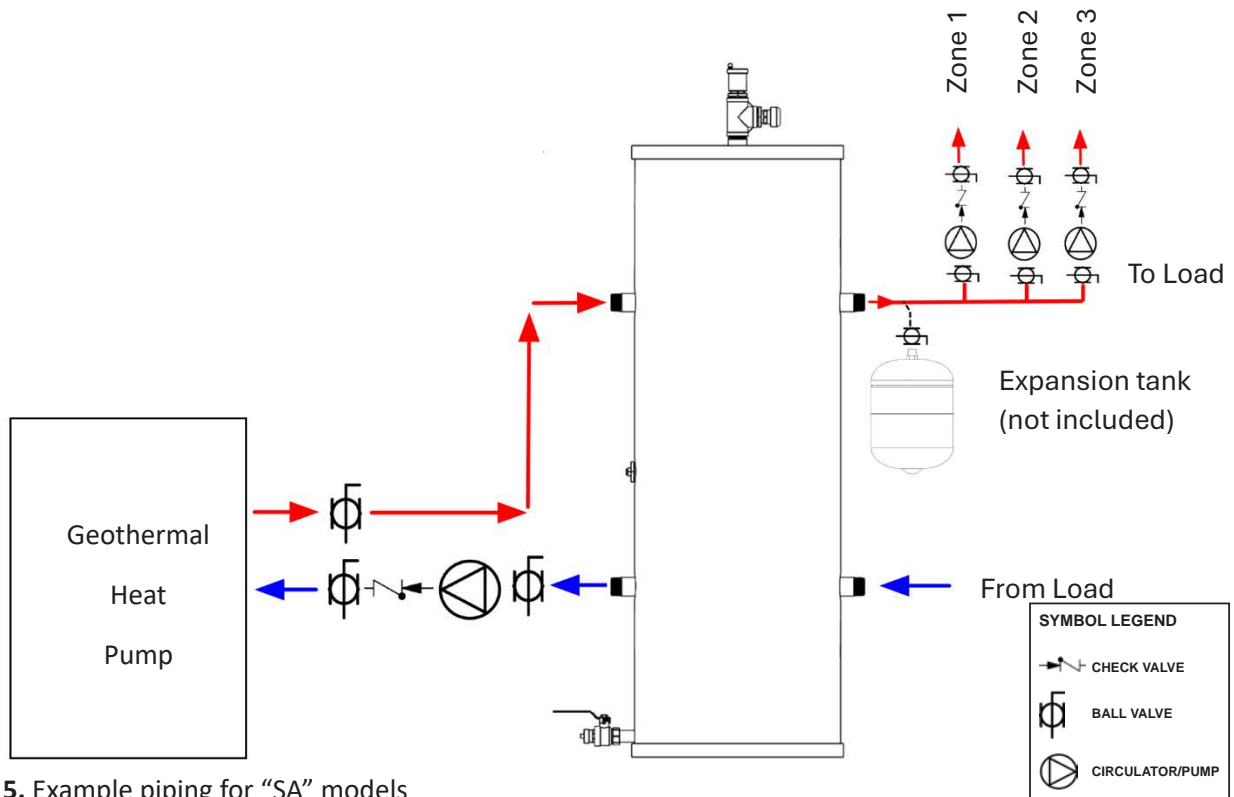 Zone 1
Zone 2
Zone 3
To Load
Expansion tank
(not included)
Geothermal
Heat
Pump
From Load
SYMBOL LEGEND
CHECK VALVE
BALL VALVE
CIRCULATOR/PUMP
5. Example piping for “SA” models